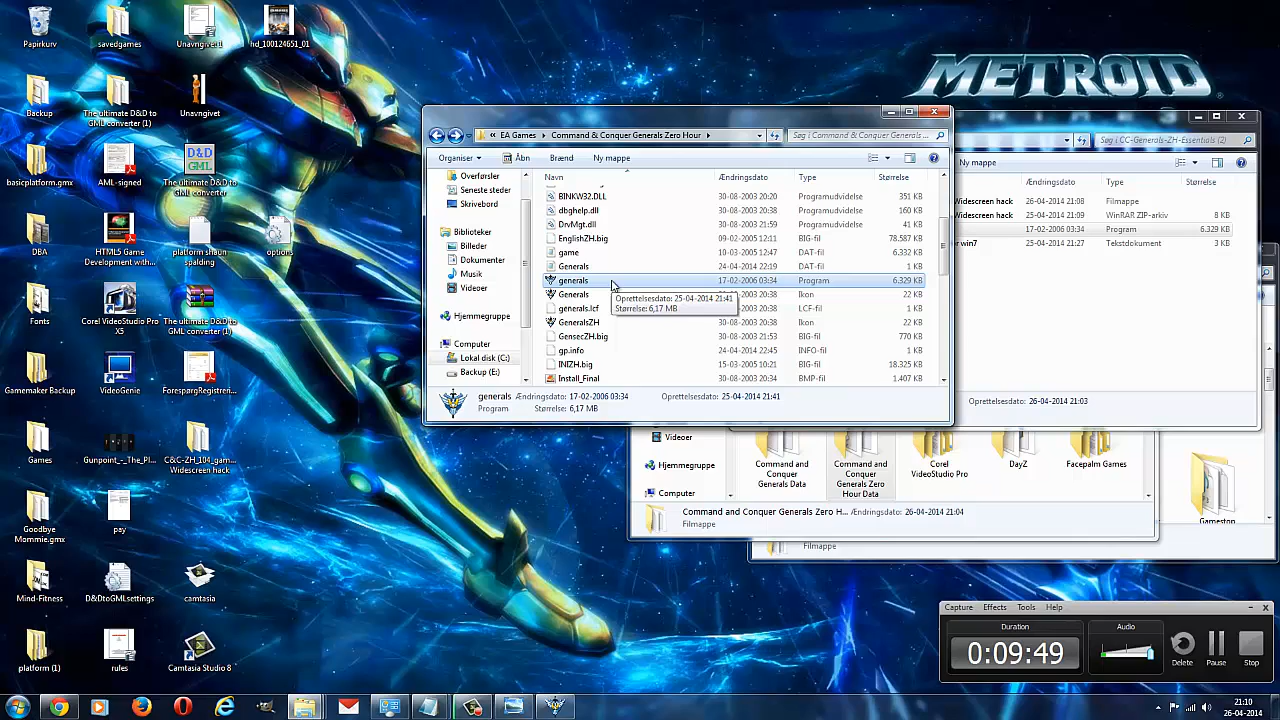 Papirkurv
savedgames
Unavngivet1
hd_100124651_01
Backup
The ultimate D&D to
GML converter (1)
Unavngivet
basicplatform.gmx
AML-signed
The ultimate D&D to
GML converter
DBA
HTML5 Game
Development with...
platform shaun
spalding
options
Fonts
Corel VideoStudio Pro
X5
The ultimate D&D to
GML converter (1)
Gamemaker Backup
VideoGenie
ForespørgRegistrer...
Games
Gunpoint_-_The_Pl...
C&C-ZH_104_gam...
Widescreen hack
Goodbye
Mommie.gmx
pay
Mind-Fitness
D&DtoGMLsettings
camtasia
platform (1)
rules
Camtasia Studio 8
METROID
« EA Games Command & Conquer Generals Zero Hour
Søg i Command & Conquer Generals ...
Organiser Åbn Brænd Ny mappe
Overførsler
Seneste steder
Skrivebord
Biblioteker
Billeder
Dokumenter
Musik
Videoer
Hjemmegruppe
Computer
Lokal disk (C:)
Backup (E:)
Navn Ændringsdato Type Størrelse
BINKW32.DLL 30-08-2003 20:20 Programudvidelse 351 KB
dbghelp.dll 30-08-2003 20:38 Programudvidelse 160 KB
DrvMgt.dll 30-08-2003 21:59 Programudvidelse 41 KB
EnglishZH.big 09-02-2005 12:11 BIG-fil 78.587 KB
game 10-03-2005 12:47 DAT-fil 6.332 KB
Generals 24-04-2014 22:19 DAT-fil 1 KB
generals 17-02-2006 03:34 Program 6.329 KB
Generals 30-08-2003 20:38 Ikon 22 KB
generals.lcf 30-08-2003 20:38 LCF-fil 1 KB
GeneralsZH 30-08-2003 20:38 Ikon 22 KB
GensecZH.big 30-08-2003 21:53 BIG-fil 770 KB
gp.info 24-04-2014 22:45 INFO-fil 1 KB
INIZH.big 15-03-2005 10:21 BIG-fil 18.325 KB
Install_Final 30-08-2003 20:34 BMP-fil 1.407 KB
Oprettelsesdato: 25-04-2014 21:41
Størrelse: 6,17 MB
generals Ændringsdato: 17-02-2006 03:34 Oprettelsesdato: 25-04-2014 21:41
Program Størrelse: 6,17 MB
Søg i CC-Generals-ZH-Essentials (2)
Ny mappe
Ændringsdato Type Størrelse
Widescreen hack 26-04-2014 21:08 Filmappe
Widescreen hack 26-04-2014 21:09 WinRAR ZIP-arkiv 8 KB
17-02-2006 03:34 Program 6.329 KB
or win7 25-04-2014 21:27 Tekstdokument 3 KB
Oprettelsesdato: 26-04-2014 21:03
Videoer
Hjemmegruppe
Computer
Command and
Conquer
Generals Data
Command and
Conquer
Generals Zero
Hour Data
Corel
VideoStudio Pro
DayZ
Facepalm Games
Gamestop
Command and Conquer Generals Zero H... Ændringsdato: 26-04-2014 21:04
Filmappe
Filmappe
Capture Effects Tools Help
Duration
0:09:49
Audio
Delete Pause Stop
21:10
26-04-2014